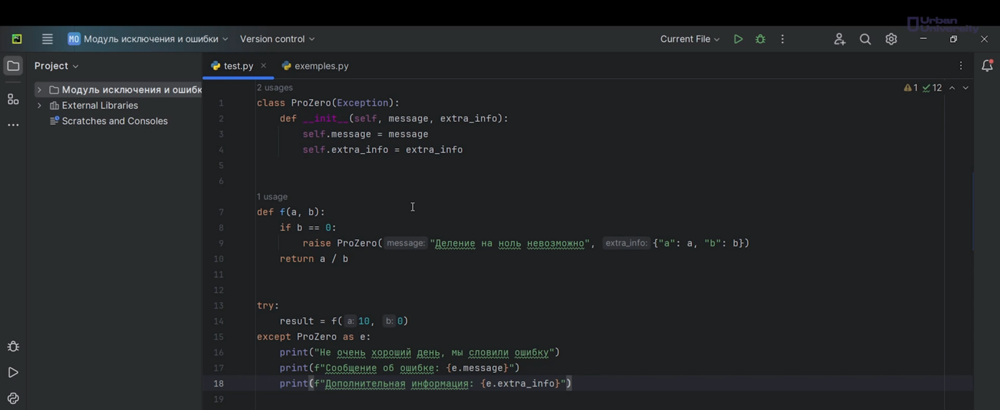 Urban
University
MO Модуль исключения и ошибки Version control Current File
Project test.py exemples.py
Модуль исключения и ошибк
External Libraries
Scratches and Consoles
2 usages 1 12
1 class ProZero(Exception):
2 def __init__(self, message, extra_info):
3 self.message = message
4 self.extra_info = extra_info
5
6
1 usage
7 def f(a, b):
8 if b == 0:
9 raise ProZero( message: "Деление на ноль невозможно", extra_info: {"a": a, "b": b})
10 return a / b
11
12
13 try:
14 result = f( a: 10, b: 0)
15 except ProZero as e:
16 print("Не очень хороший день, мы словили ошибку")
17 print(f"Сообщение об ошибке: {e.message}")
18 print(f"Дополнительная информация: {e.extra_info}")
19